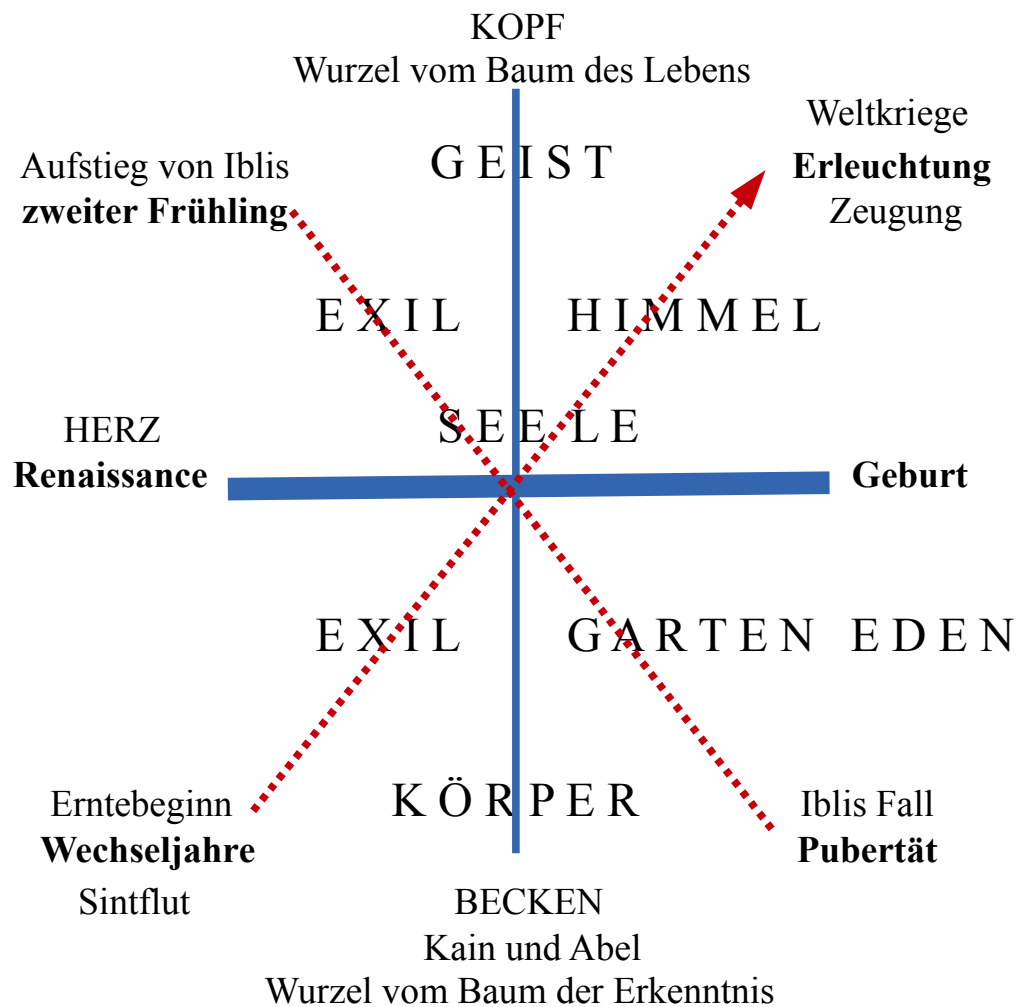 KOPF
Wurzel vom Baum des Lebens
Weltkriege
GEIST
Aufstieg von Iblis
zweiter Frühling
Erleuchtung
Zeugung
EXIL
HIMMEL
SEELE
HERZ
Renaissance
Geburt
EXIL
GARTEN EDEN
KÖRPER
Erntebeginn
Wechseljahre
Sintflut
Iblis Fall
Pubertät
BECKEN
Kain und Abel
Wurzel vom Baum der Erkenntnis